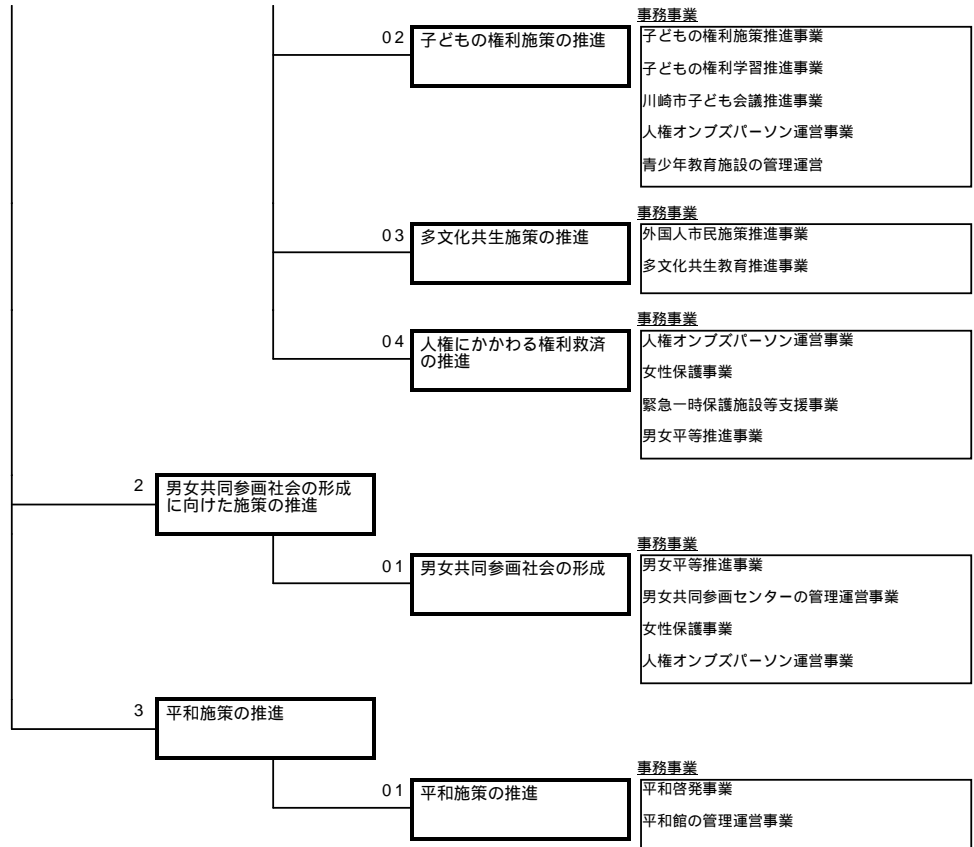 事務事業
02 子どもの権利施策の推進
子どもの権利施策推進事業
子どもの権利学習推進事業
川崎市子ども会議推進事業
人権オンブズパーソン運営事業
青少年教育施設の管理運営
事務事業
03 多文化共生施策の推進
外国人市民施策推進事業
多文化共生教育推進事業
事務事業
04 人権にかかわる権利救済
の推進
人権オンブズパーソン運営事業
女性保護事業
緊急一時保護施設等支援事業
男女平等推進事業
2 男女共同参画社会の形成
に向けた施策の推進
事務事業
01 男女共同参画社会の形成
男女平等推進事業
男女共同参画センターの管理運営事業
女性保護事業
人権オンブズパーソン運営事業
3 平和施策の推進
事務事業
01 平和施策の推進
平和啓発事業
平和館の管理運営事業